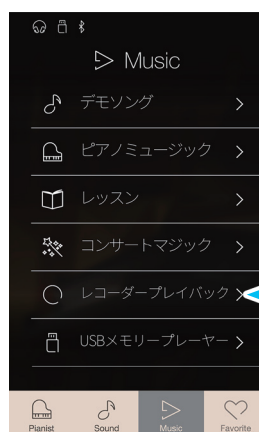 Music
デモソング
ピアノミュージック
レッスン
コンサートマジック
レコーダープレイバック
USBメモリープレーヤー
Pianist Sound Music Favorite